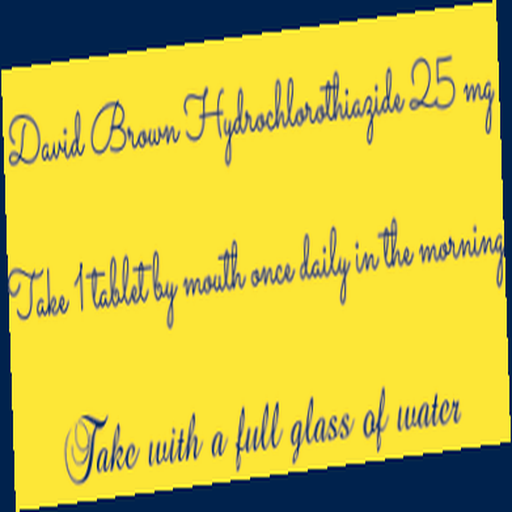 David Brown Hydrochlorothiazide 25 mg
Take 1 tablet by mouth once daily in the morning
Take with a full glass of water